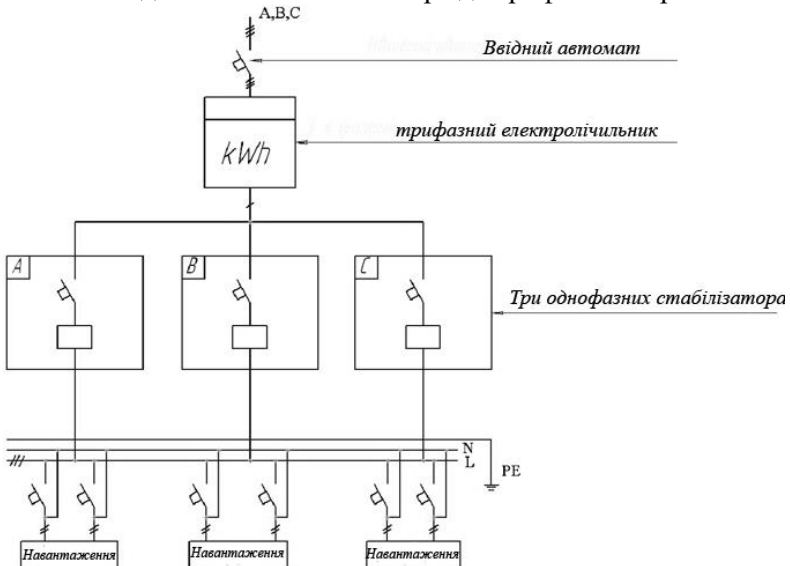 A,B,C
Ввідний автомат
трифазний електролічильник
kWh
A
B
C
Три однофазних стабілізатора
N
L
PE
Навантаження
Навантаження
Навантаження